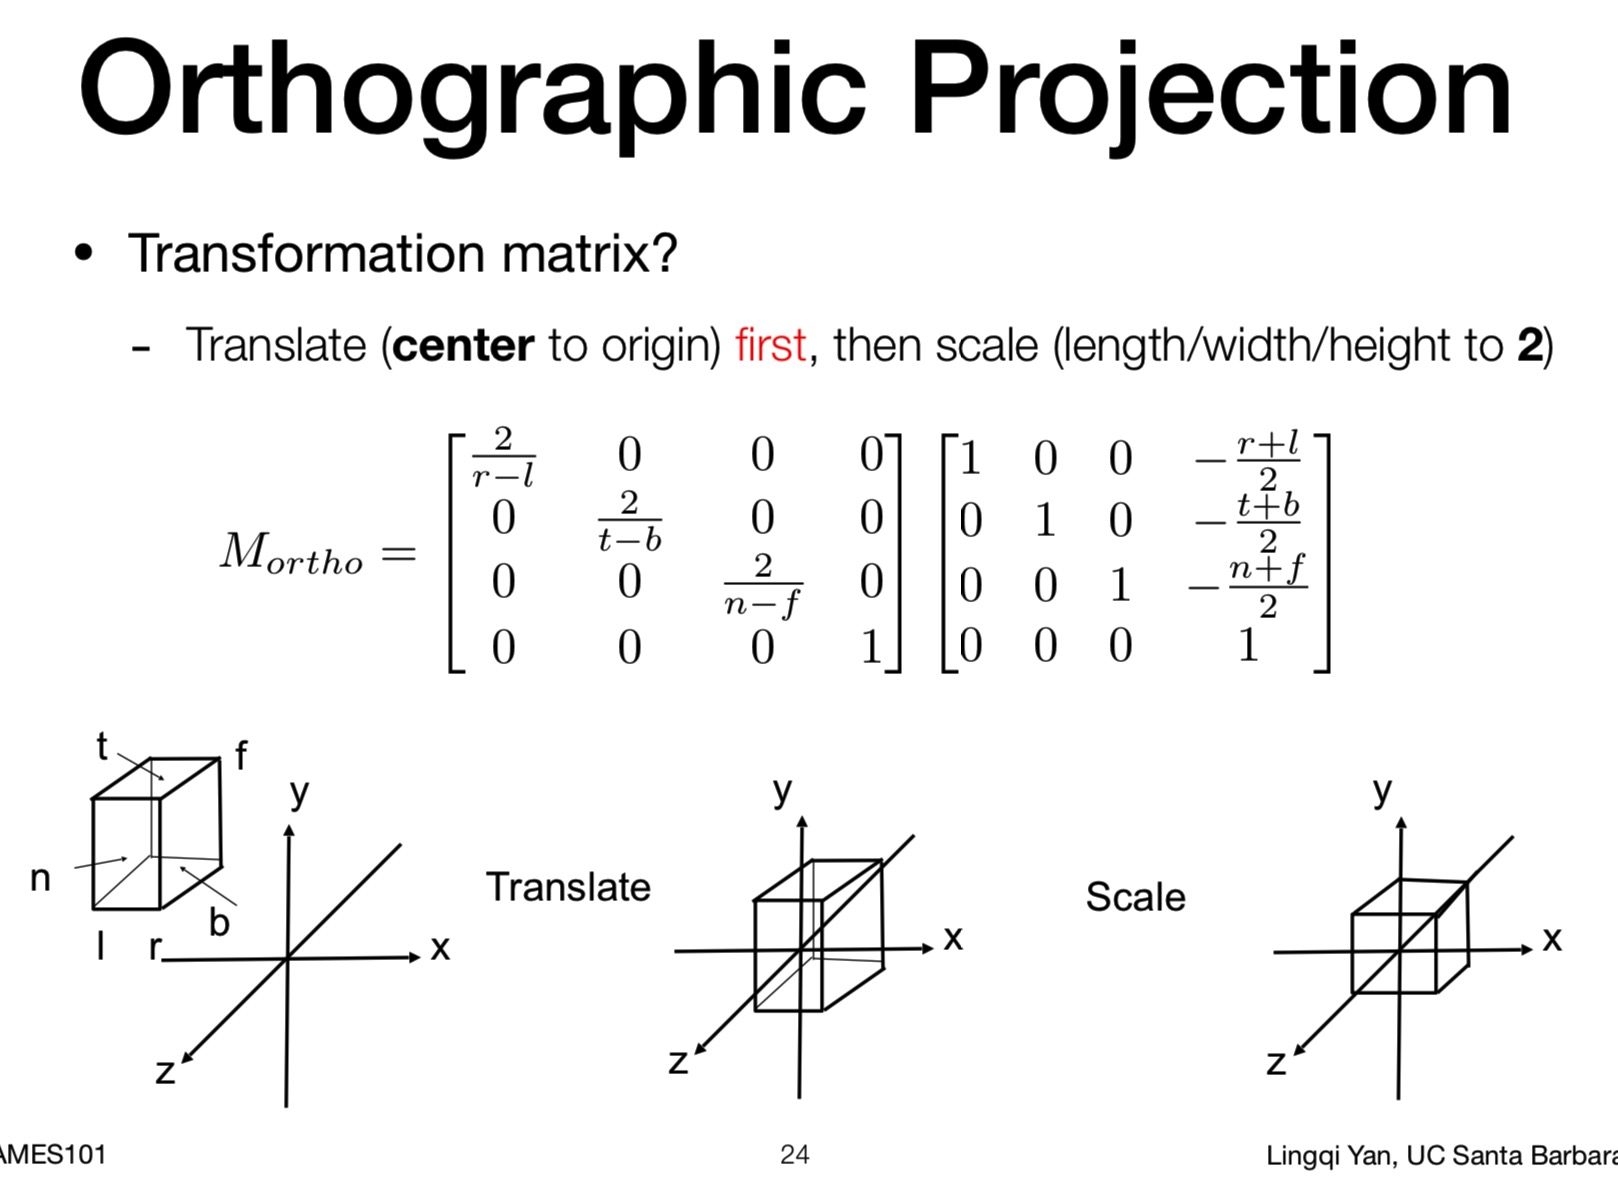 Orthographic Projection
• Transformation matrix?
- Translate (center to origin) first, then scale (length/width/height to 2)
M_{ortho} = \begin{bmatrix} \frac{2}{r-l} & 0 & 0 & 0 \\ 0 & \frac{2}{t-b} & 0 & 0 \\ 0 & 0 & \frac{2}{n-f} & 0 \\ 0 & 0 & 0 & 1 \end{bmatrix} \begin{bmatrix} 1 & 0 & 0 & -\frac{r+l}{2} \\ 0 & 1 & 0 & -\frac{t+b}{2} \\ 0 & 0 & 1 & -\frac{n+f}{2} \\ 0 & 0 & 0 & 1 \end{bmatrix}
t
f
y
n
b
l
r
x
z
Translate
y
x
z
Scale
y
x
z
AMES101
24
Lingqi Yan, UC Santa Barbara